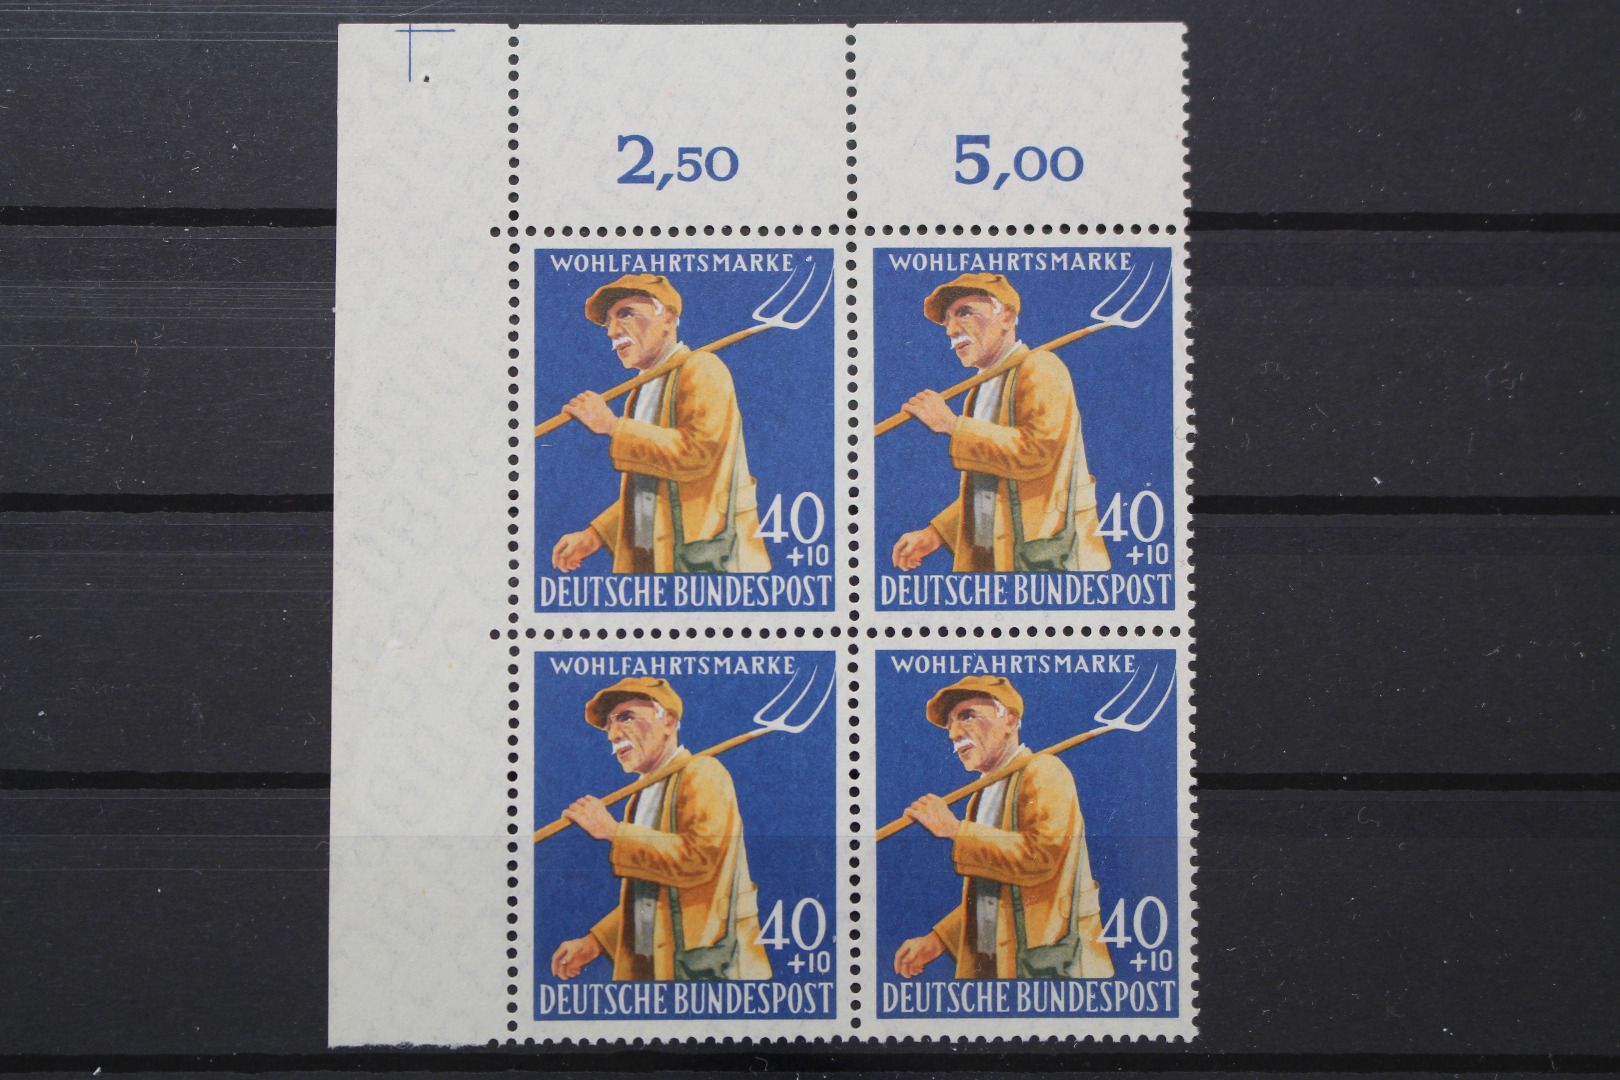 2,50 5,00
WOHLFAHRTSMARKE WOHLFAHRTSMARKE
40 40
+10 +10
DEUTSCHE BUNDESPOST DEUTSCHE BUNDESPOST
WOHLFAHRTSMARKE WOHLFAHRTSMARKE
40 40
+10 +10
DEUTSCHE BUNDESPOST DEUTSCHE BUNDESPOST